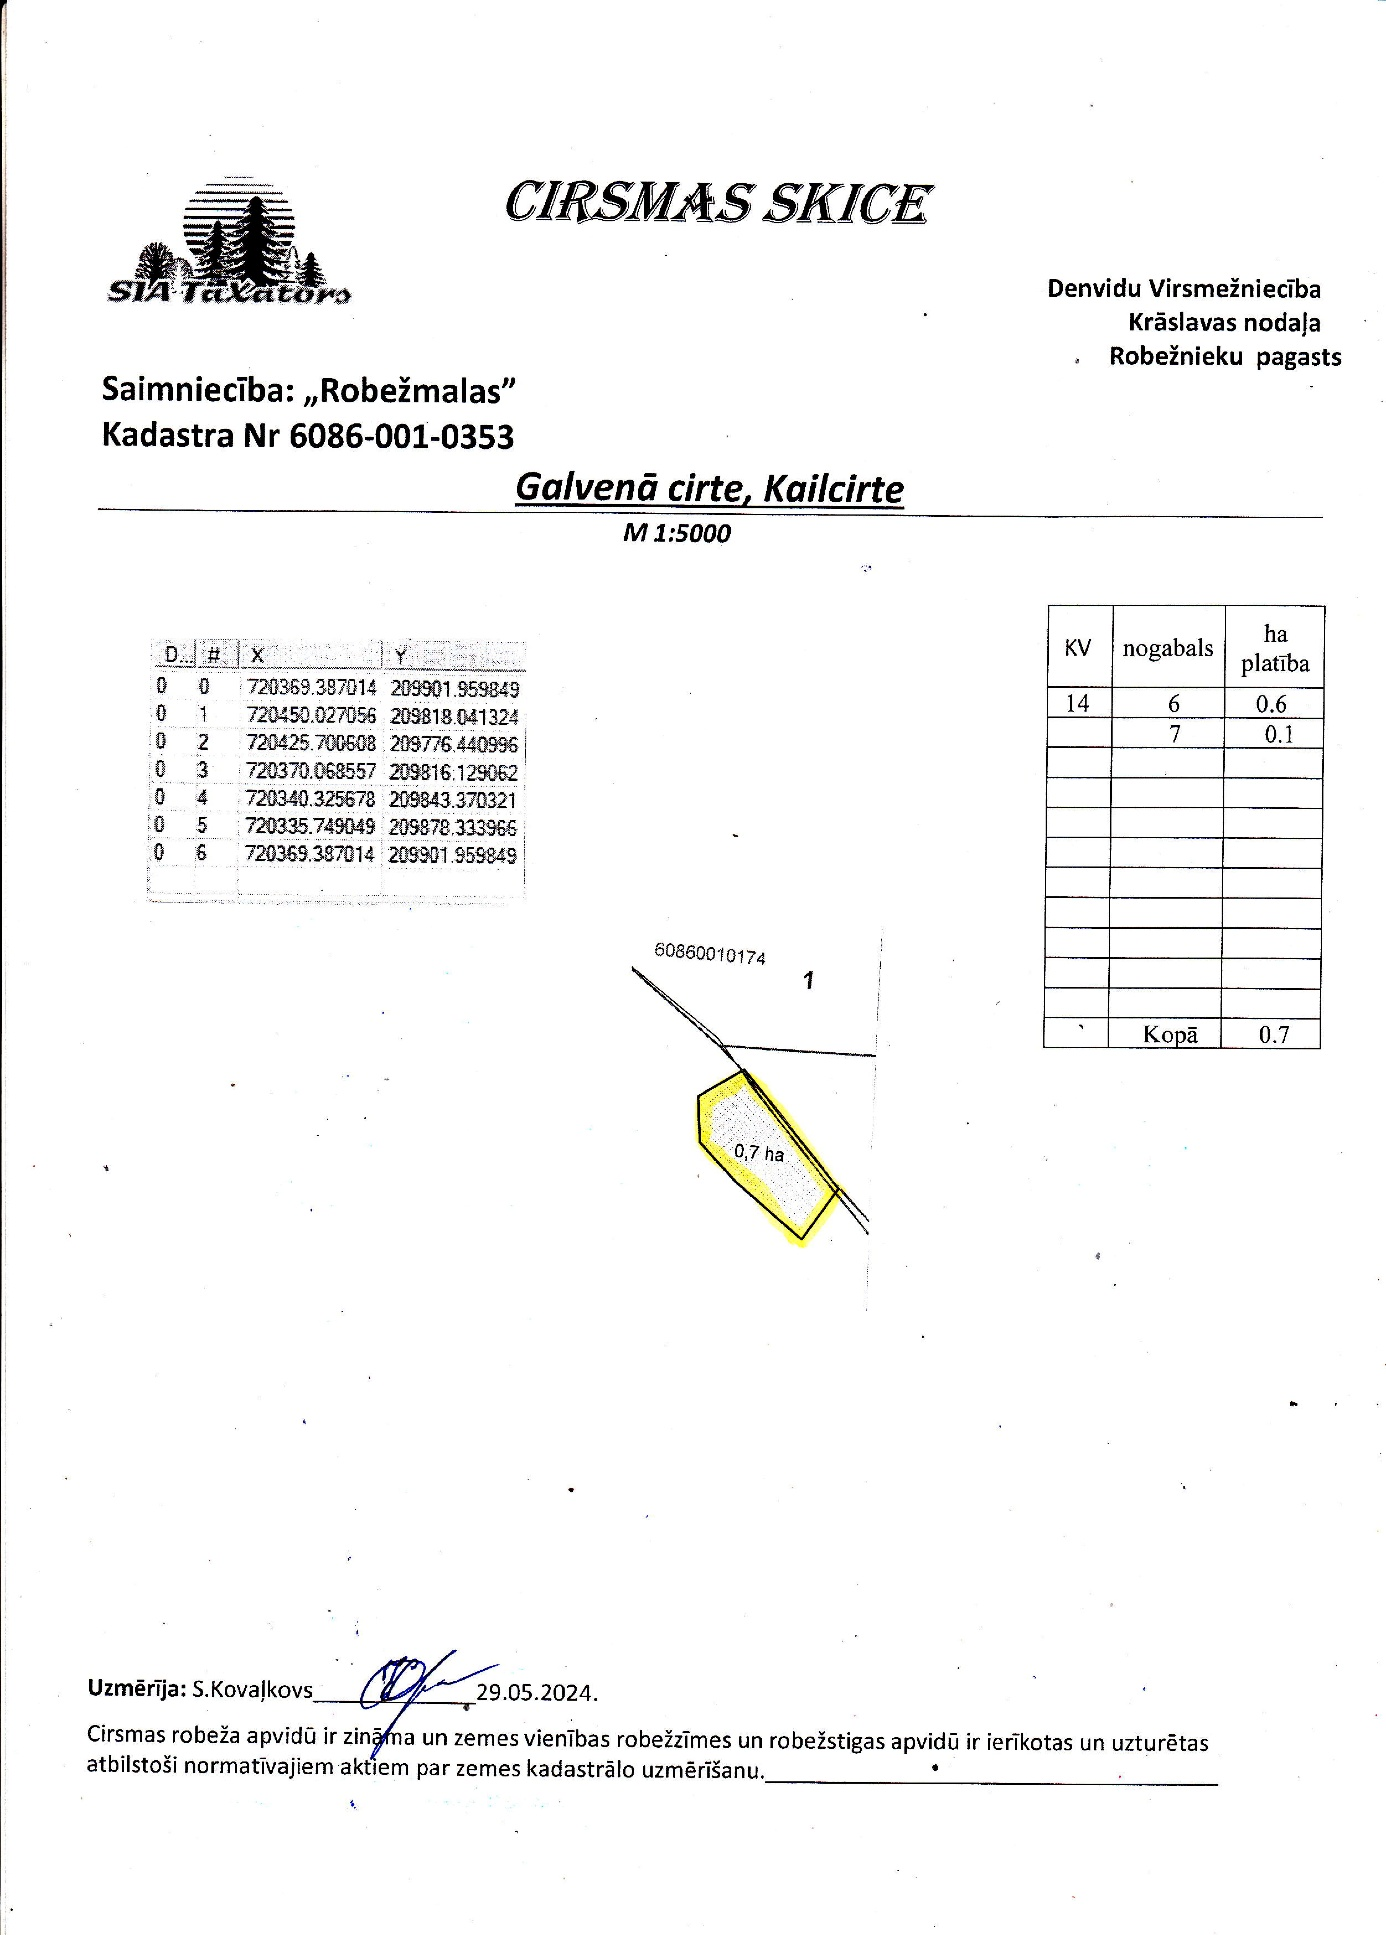 CIRSMAS SKICE
SIA Taxators
Denvidu Virsmežniecība
Krāslavas nodaļa
Robežnieku pagasts
Saimniecība: „Robežmalas”
Kadastra Nr 6086-001-0353
Galvenā cirte, Kailcirte
M 1:5000
D... # X Y
0 0 720369.387014 209901.959849
0 1 720450.027056 209818.041324
0 2 720425.700608 209776.440996
0 3 720370.068557 209816.129062
0 4 720340.325678 209843.370321
0 5 720335.749049 209878.333966
0 6 720369.387014 209901.959849
KV nogabals ha platība
14 6 0.6
7 0.1
Kopā 0.7
60860010174
1
0,7 ha
Uzmērīja: S.Kovaļkovs 29.05.2024.
Cirsmas robeža apvidū ir zināma un zemes vienības robežzīmes un robežstigas apvidū ir ierīkotas un uzturētas
atbilstoši normatīvajiem aktiem par zemes kadastrālo uzmērīšanu.